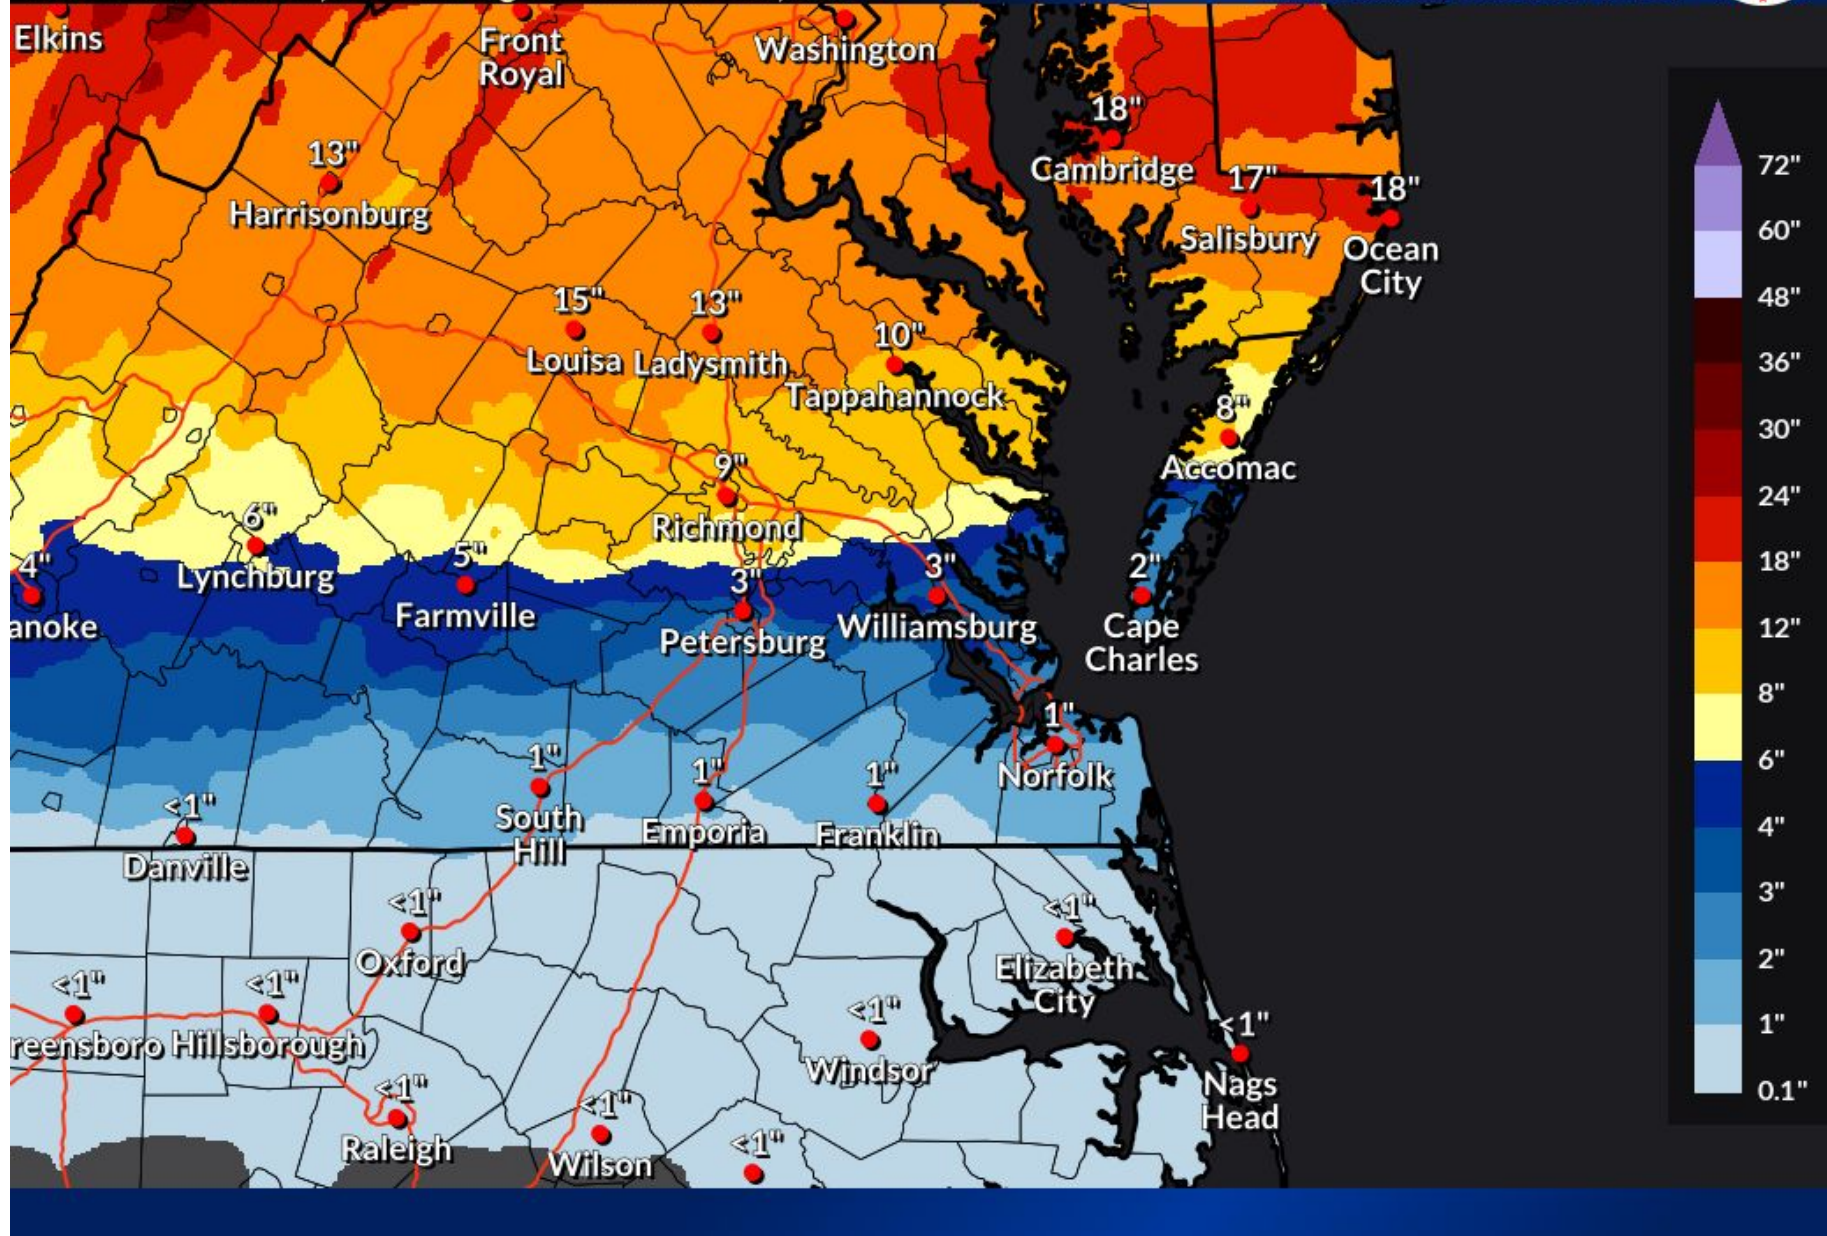 Elkins
Front
Royal
Washington
18"
Cambridge
13"
Harrisonburg
17"
Salisbury
18"
Ocean
City
15"
Louisa
13"
Ladysmith
10"
Tappahannock
8"
Accomac
9"
Richmond
6"
Lynchburg
4"
anoke
5"
Farmville
3"
Petersburg
3"
Williamsburg
2"
Cape
Charles
1"
Norfolk
1"
South
Hill
1"
Emporia
1"
Franklin
<1"
Danville
<1"
Oxford
<1"
Elizabeth
City
<1"
reensboro
<1"
Hillsborough
<1"
Windsor
<1"
Nags
Head
<1"
Raleigh
<1"
Wilson
<1"
72"
60"
48"
36"
30"
24"
18"
12"
8"
6"
4"
3"
2"
1"
0.1"